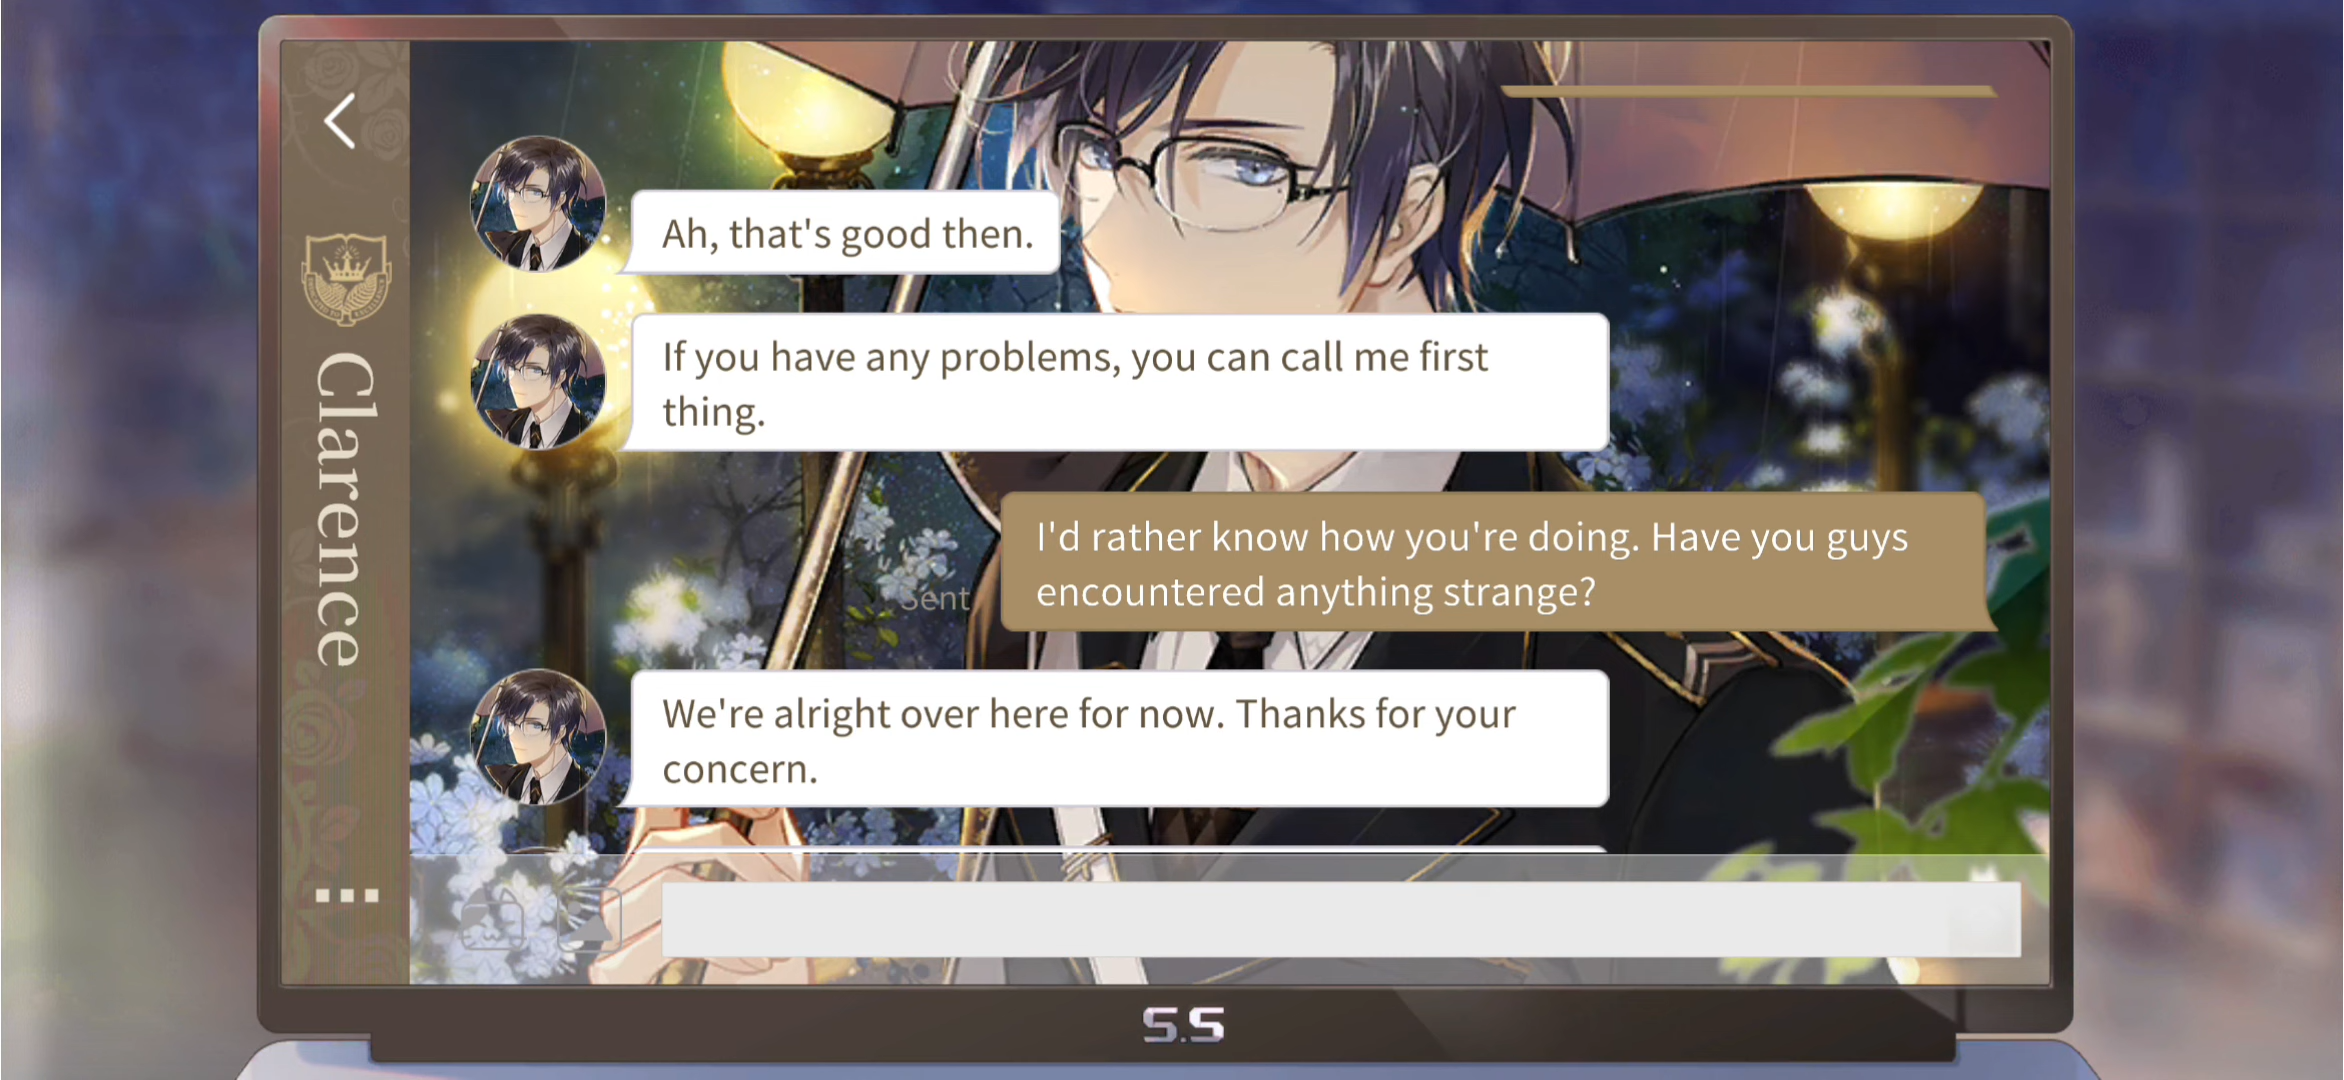 Clarence
Ah, that's good then.
If you have any problems, you can call me first
thing.
I'd rather know how you're doing. Have you guys
encountered anything strange?
Sent
We're alright over here for now. Thanks for your
concern.
S.S